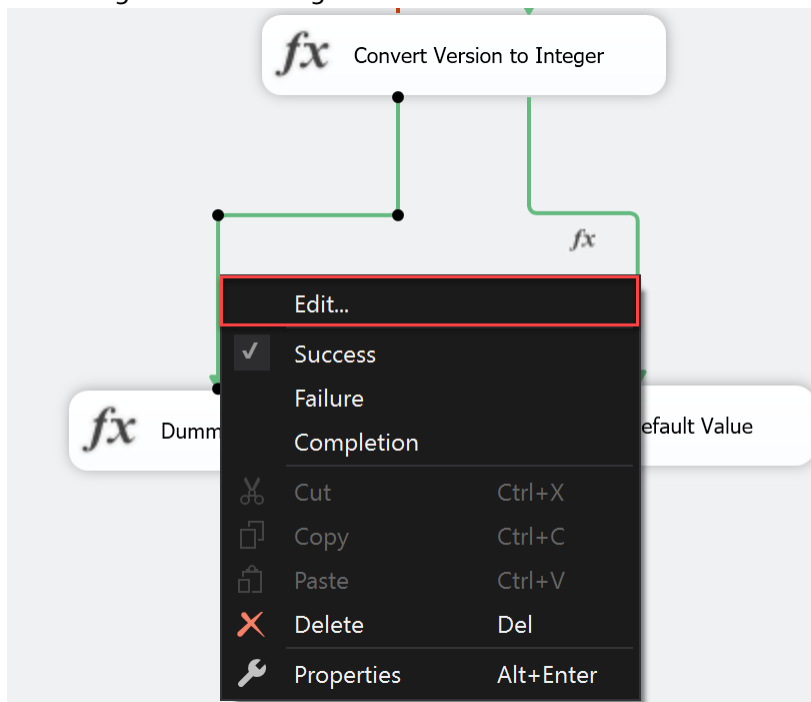 fx Convert Version to Integer
fx
Edit...
Success
Failure
fx Dumm
efault Value
Completion
Cut Ctrl+X
Copy Ctrl+C
Paste Ctrl+V
Delete Del
Properties Alt+Enter